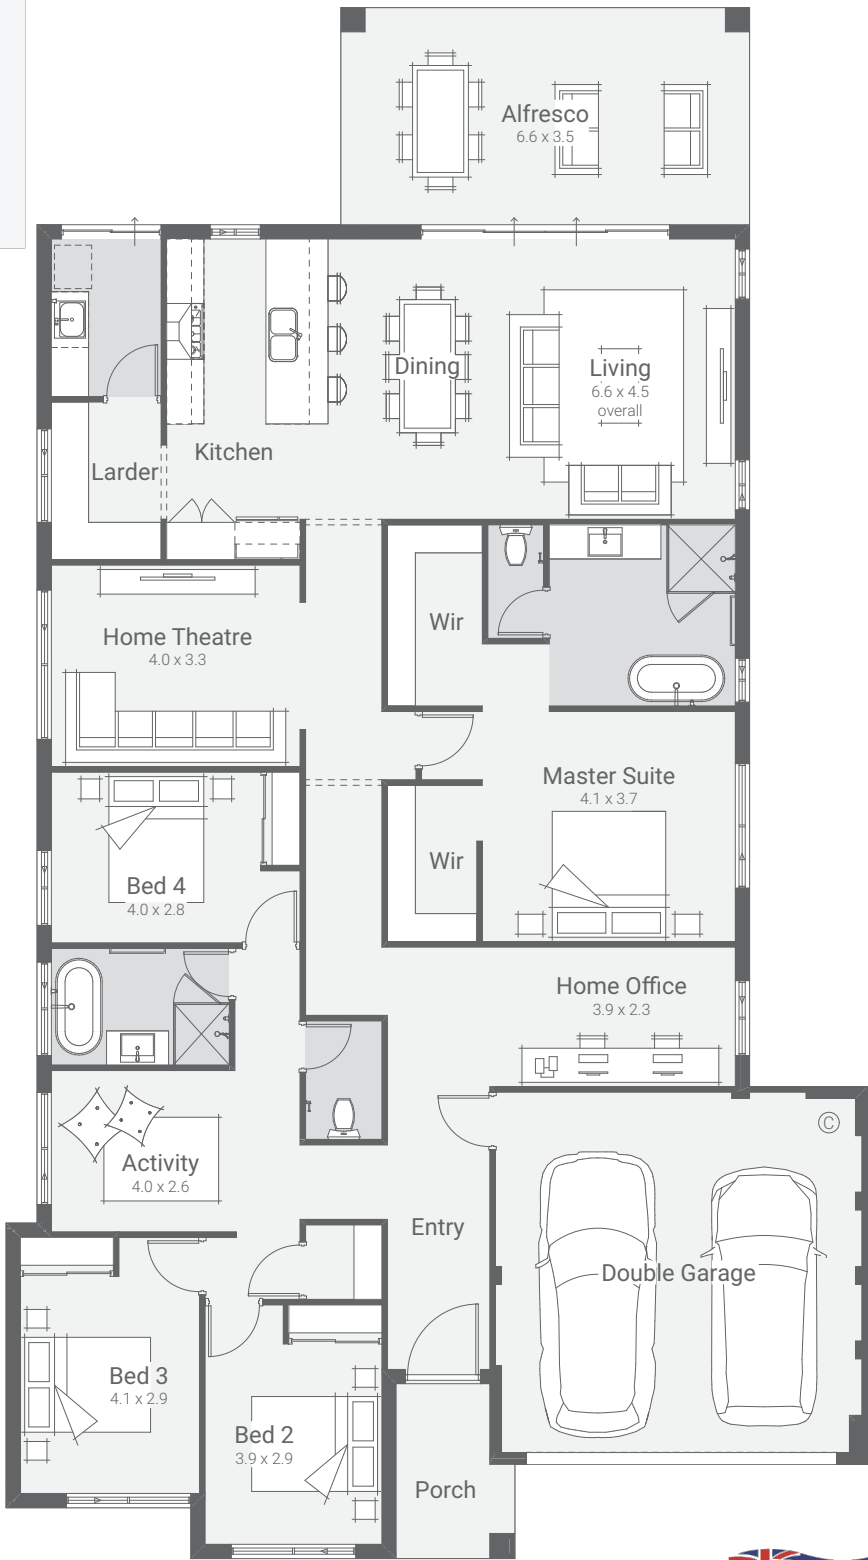 Alfresco
6.6 x 3.5
Dining
Living
6.6 x 4.5
overall
Kitchen
Larder
Wir
Home Theatre
4.0 x 3.3
Master Suite
4.1 x 3.7
Wir
Bed 4
4.0 x 2.8
Home Office
3.9 x 2.3
C
Activity
4.0 x 2.6
Entry
Double Garage
Bed 3
4.1 x 2.9
Bed 2
3.9 x 2.9
Porch